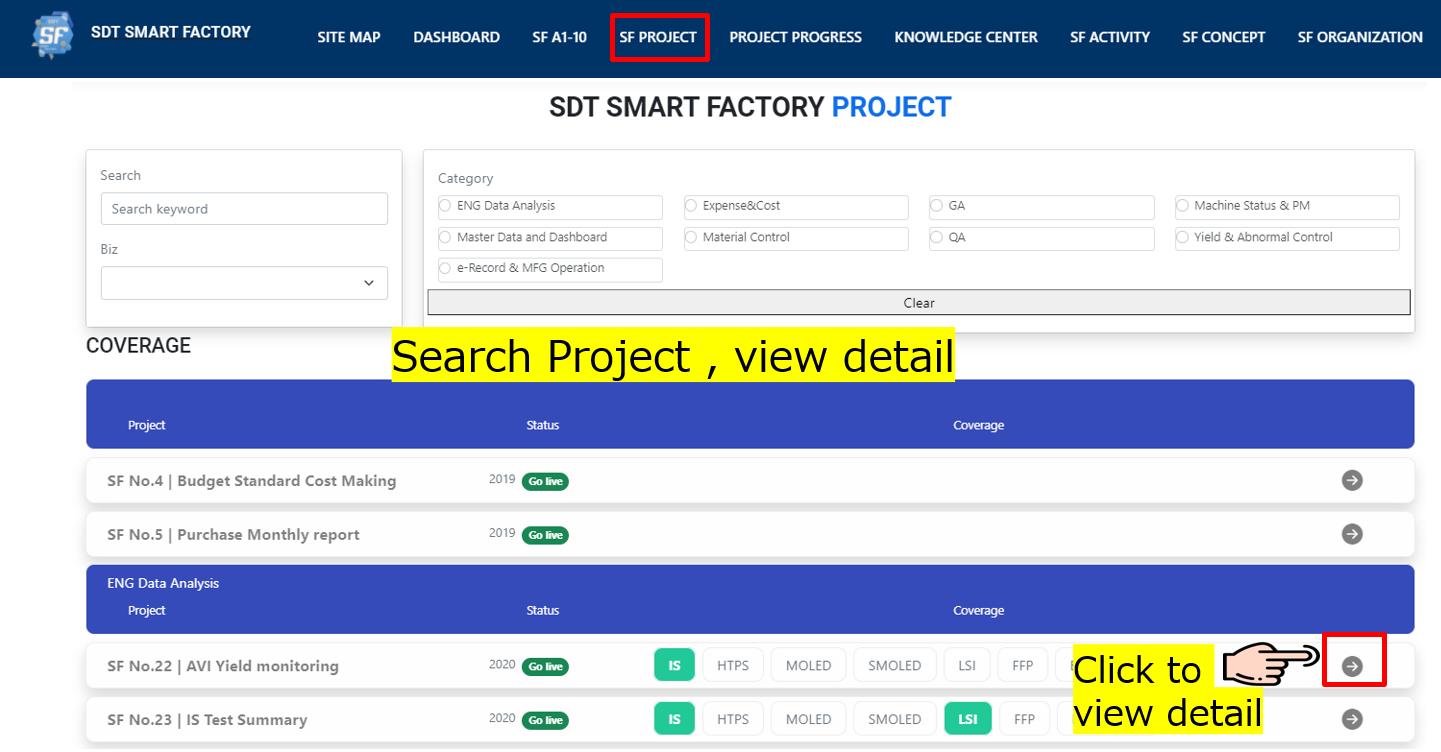 SF SDT SMART FACTORY SITE MAP DASHBOARD SF A1-10 SF PROJECT PROJECT PROGRESS KNOWLEDGE CENTER SF ACTIVITY SF CONCEPT SF ORGANIZATION
SDT SMART FACTORY PROJECT
Search
Search keyword
Biz
Category
ENG Data Analysis Expense&Cost GA Machine Status & PM
Master Data and Dashboard Material Control QA Yield & Abnormal Control
e-Record & MFG Operation
Clear
COVERAGE
Search Project , view detail
Project Status Coverage
SF No.4 | Budget Standard Cost Making 2019 Go live
SF No.5 | Purchase Monthly report 2019 Go live
ENG Data Analysis
Project Status Coverage
SF No.22 | AVI Yield monitoring 2020 Go live IS HTPS MOLED SMOLED LSI FFP
SF No.23 | IS Test Summary 2020 Go live IS HTPS MOLED SMOLED LSI FFP
Click to
view detail